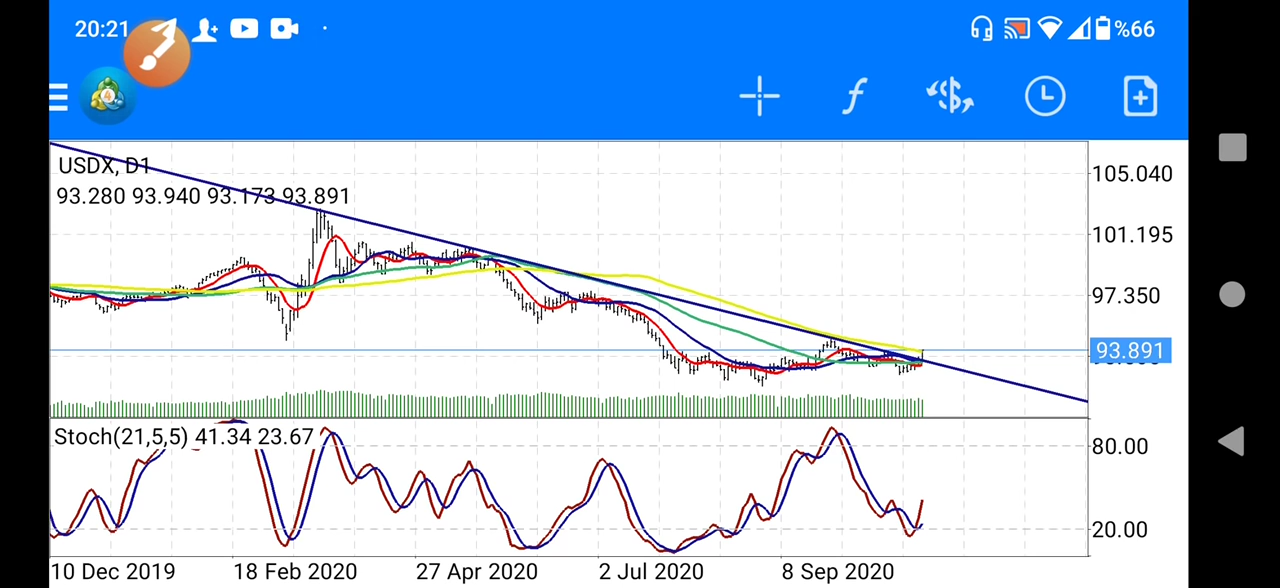 20:21
%66
4
f
$
USDX, D1
93.280 93.940 93.173 93.891
105.040
101.195
97.350
93.891
Stoch(21,5,5) 41.34 23.67
80.00
20.00
10 Dec 2019 18 Feb 2020 27 Apr 2020 2 Jul 2020 8 Sep 2020